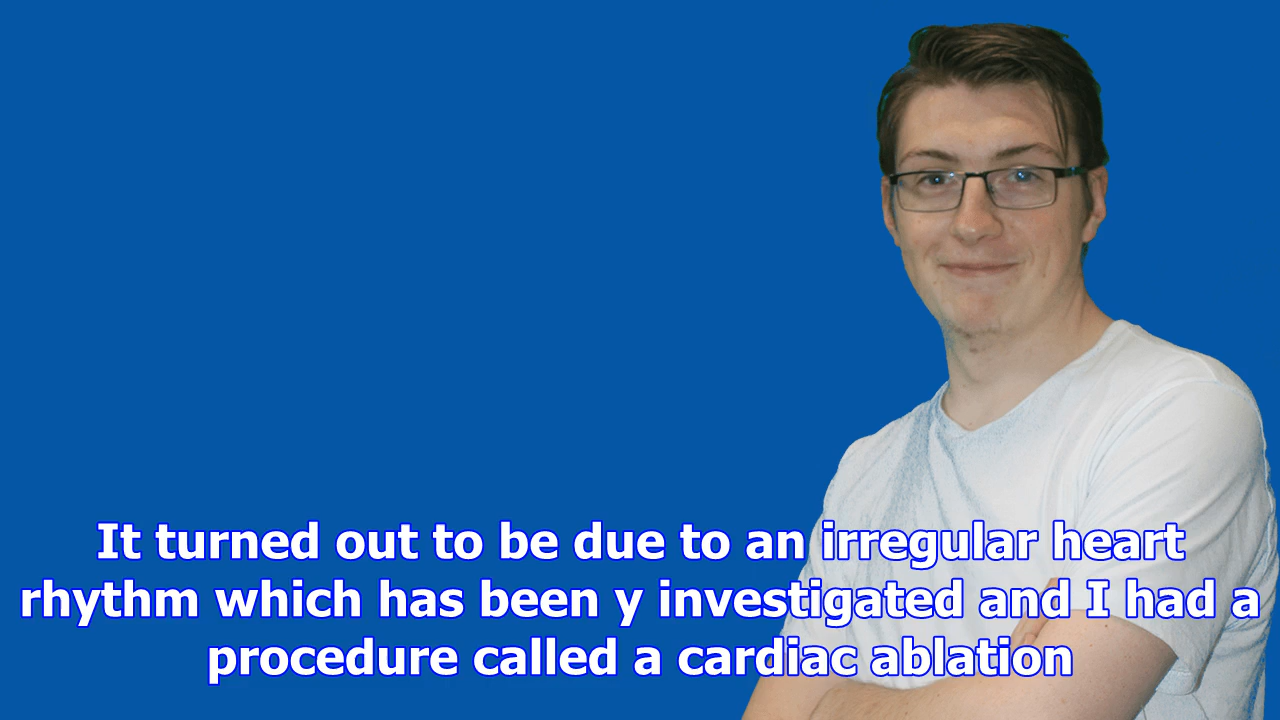 It turned out to be due to an irregular heart
rhythm which has been y investigated and I had a
procedure called a cardiac ablation